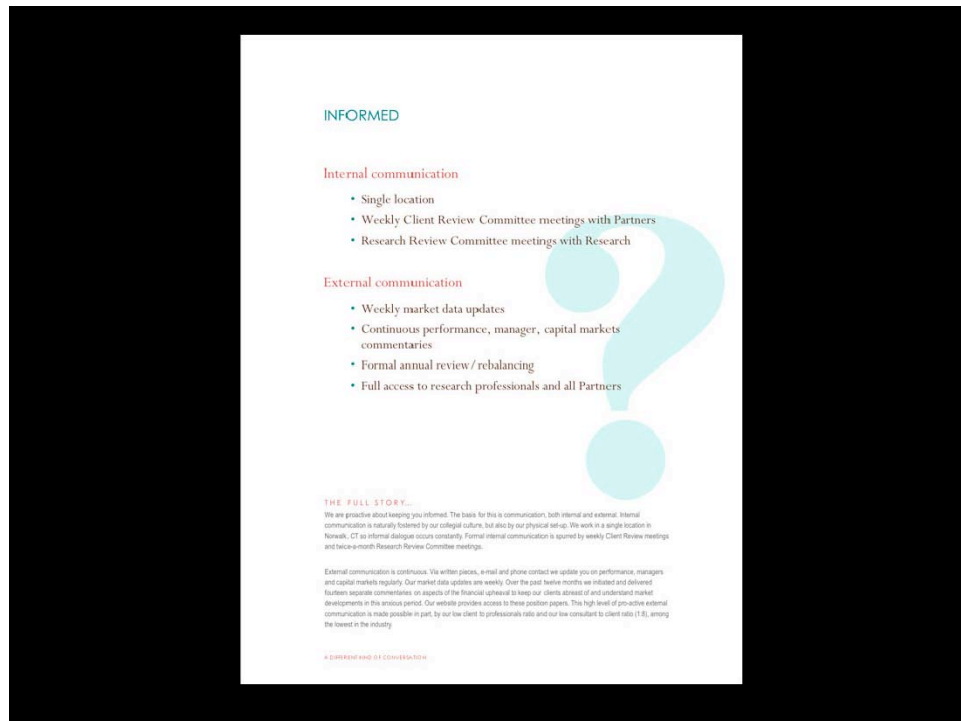 INFORMED
Internal communication
• Single location
• Weekly Client Review Committee meetings with Partners
• Research Review Committee meetings with Research
External communication
• Weekly market data updates
• Continuous performance, manager, capital markets
commentaries
• Formal annual review/rebalancing
• Full access to research professionals and all Partners
?
THE FULL STORY...
We are proactive about keeping you informed. The basis for this is communication, both internal and external. Internal
communication is naturally fostered by our collegial culture, but also by our physical set-up. We work in a single location in
Norwalk, CT so informal dialogue occurs constantly. Formal internal communication is spurred by weekly Client Review meetings
and twice-a-month Research Review Committee meetings.
External communication is continuous. Via written pieces, e-mail and phone contact we update you on performance, managers
and capital markets regularly. Our market data updates are weekly. Over the past twelve months we initiated and delivered
fourteen separate commentaries on aspects of the financial upheaval to keep our clients abreast of and understand market
developments in this anxious period. Our website provides access to these position papers. This high level of pro-active external
communication is made possible in part, by our low client to professionals ratio and our low consultant to client ratio (1:8), among
the lowest in the industry.
A DIFFERENT KIND OF CONVERSATION